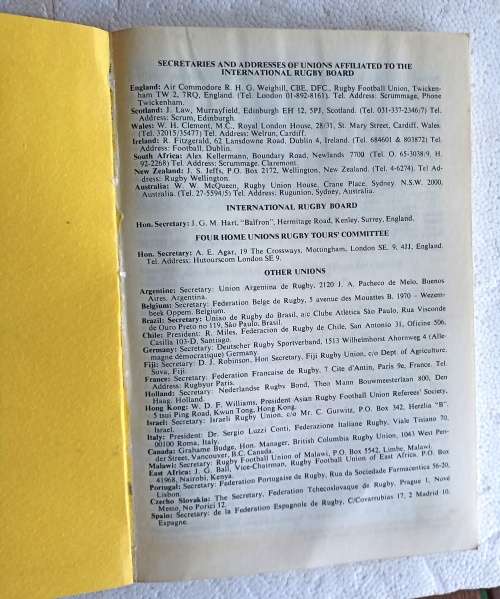 SECRETARIES AND ADDRESSES OF UNIONS AFFILIATED TO THE
INTERNATIONAL RUGBY BOARD
England: Air Commodore R. H. G. Weighill, CBE, DFC., Rugby Football Union, Twicken-
ham TW 2, 7RQ, England. (Tel. London 01-892-8161). Tel. Address: Scrummage, Phone
Twickenham.
Scotland: J. Law, Murrayfield, Edinburgh EH 12, 5PJ, Scotland. (Tel. 031-337-2346/7) Tel.
Address: Scrum, Edinburgh.
Wales: W. H. Clement, M.C., Royal London House, 28/31, St. Mary Street, Cardiff, Wales.
(Tel. 32015/35477) Tel. Address: Welrun, Cardiff.
Ireland: R. Fitzgerald, 62 Lansdowne Road, Dublin 4, Ireland. (Tel. 684601 & 803872) Tel.
Address: Football, Dublin.
South Africa: Alex Kellermann, Boundary Road, Newlands 7700 (Tel. O. 65-3038/9, H.
92-2268) Tel. Address: Scrummage, Claremont.
New Zealand: J. S. Jeffs, P.O. Box 2172, Wellington, New Zealand. (Tel. 4-6274). Tel Ad-
dress: Rugby Wellington.
Australia: W. W. McQueen, Rugby Union House, Crane Place, Sydney, N.S.W. 2000,
Australia. (Tel. 27-5594/5) Tel. Address: Rugunion, Sydney, Australia.
INTERNATIONAL RUGBY BOARD
Hon. Secretary: J. G. M. Hart, "Balfron", Hermitage Road, Kenley, Surrey, England.
FOUR HOME UNIONS RUGBY TOURS' COMMITTEE
Hon. Secretary: A. E. Agar, 19 The Crossways, Mottingham, London SE. 9; 4JJ, England.
Tel. Address: Hutourscom London SE 9.
OTHER UNIONS
Argentine: Secretary: Union Argentina de Rugby, 2120 J. A. Pacheco de Melo, Buenos
Aires. Argentina.
Belgium: Secretary: Federation Belge de Rugby, 5 avenue des Mouettes B. 1970 – Wezem-
beek Oppem. Belgium.
Brazil: Secretary: Uniao de Rugby do Brasil, a/c Clube Atlética São Paulo, Rua Visconde
de Ouro Preto no 119, São Paulo, Brasil.
Chile: President: R. Miles, Federacion de Rugby de Chile, San Antonio 31, Oficine 506,
Casilla 103-D, Santiago.
Germany: Secretary: Deutscher Rugby Sportverband, 1513 Wilhelmhorst Ahornweg 4 (Alle-
magne democratique) Germany.
Fiji: Secretary: D. J. Robinson, Hon Secretary, Fiji Rugby Union, c/o Dept. of Agriculture,
Suva, Fiji.
France: Secretary: Federation Francaise de Rugby, 7 Cite d'Antin, Paris 9e, France. Tel.
Address: Rugbyur Paris.
Holland: Secretary: Nederlandse Rugby Bond, Theo Mann Bouwmeesterlaan 800, Den
Haag, Holland.
Hong Kong: W. D. F. Williams, President Asian Rugby Football Union Referees' Society,
5 tsui Ping Road, Kwun Tong, Hong Kong.
Israel: Secretary: Israeli Rugby Union, c/o Mr. C. Gurwitz, P.O. Box 342, Herzlia "B",
Israel.
Italy: President: Dr. Sergio Luzzi Conti, Federazione Italiane Rugby, Viale Tiziano 70,
00100 Roma, Italy.
Canada: Grahame Budge, Hon. Manager, British Columbia Rugby Union, 1043 West Pen-
der Street, Vancouver, B.C. Canada.
Malawi: Secretary: Rugby Football Union of Malawi, P.O. Box 5542, Limbe, Malawi.
East Africa: J. G. Ball, Vice-Chairman, Rugby Football Union of East Africa, P.O. Box
41968, Nairobi, Kenya.
Portugal: Secretary: Federation Portugaise de Rugby, Rua da Sociedade Farmaceutica 56-20,
Lisbon.
Czecho Slovakia: The Secretary, Federation Tchecoslovaque de Rugby, Prague 1, Nove
Mesto, No Porici 12.
Spain: Secretary: de la Federation Espagnole de Rugby, C/Covarrubias 17, 2 Madrid 10,
Espagne.